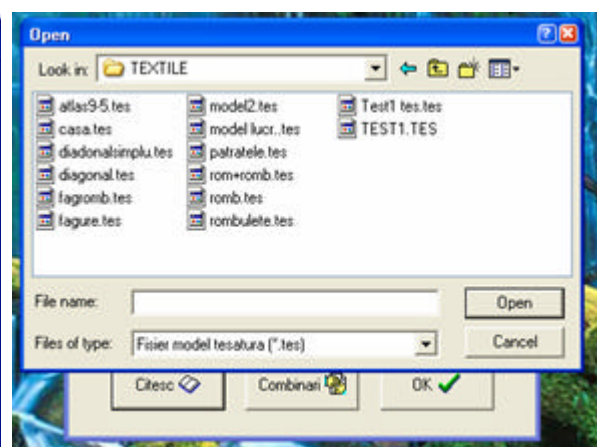 Open
Look in: TEXTILE
atlas9-5.tes
casa.tes
diadonalsimplu.tes
diagonal.tes
fagromb.tes
fagure.tes
model2.tes
model lucr..tes
patratele.tes
rom+romb.tes
romb.tes
rombulete.tes
Test1 tes.tes
TEST1.TES
File name:
Open
Files of type: Fisier model tesatura (*.tes)
Cancel
Citesc Combinari OK